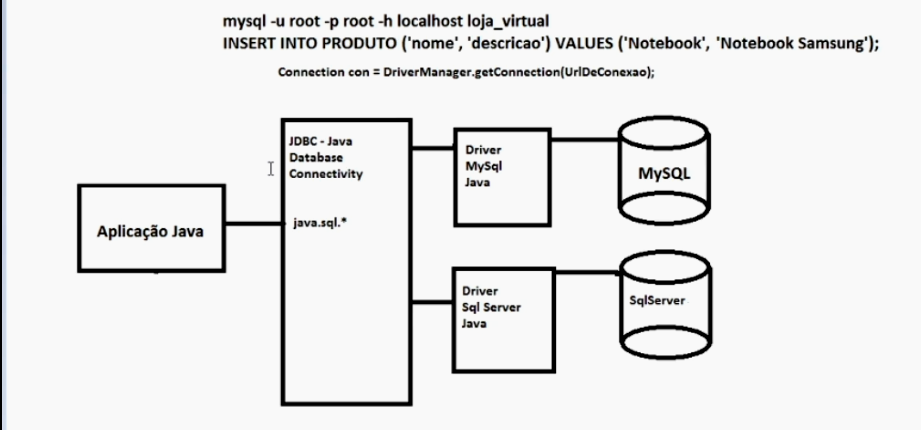 mysql -u root -p root -h localhost loja_virtual
INSERT INTO PRODUTO ('nome', 'descricao') VALUES ('Notebook', 'Notebook Samsung');
Connection con = DriverManager.getConnection(UrlDeConexao);
Aplicação Java
JDBC - Java
Database
Connectivity
java.sql.*
Driver
MySql
Java
MySQL
Driver
Sql Server
Java
SqlServer